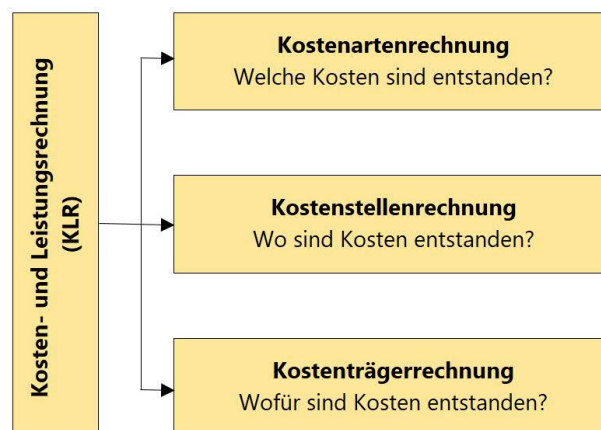 Kosten- und Leistungsrechnung
(KLR)
Kostenartenrechnung
Welche Kosten sind entstanden?
Kostenstellenrechnung
Wo sind Kosten entstanden?
Kostenträgerrechnung
Wofür sind Kosten entstanden?